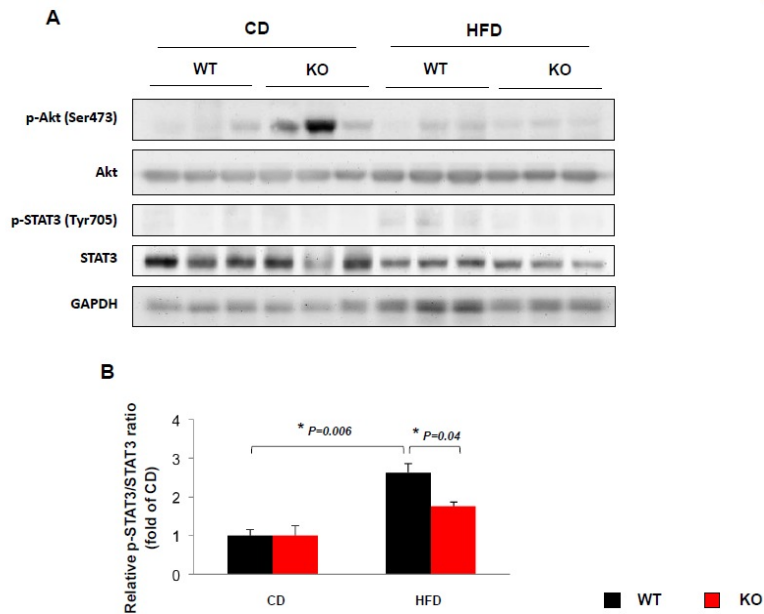 A
CD HFD
WT KO WT KO
p-Akt (Ser473)
Akt
p-STAT3 (Tyr705)
STAT3
GAPDH
B
Relative p-STAT3/STAT3 ratio
(fold of CD)
4
3
2
1
0
* P=0.006
* P=0.04
CD HFD
WT KO